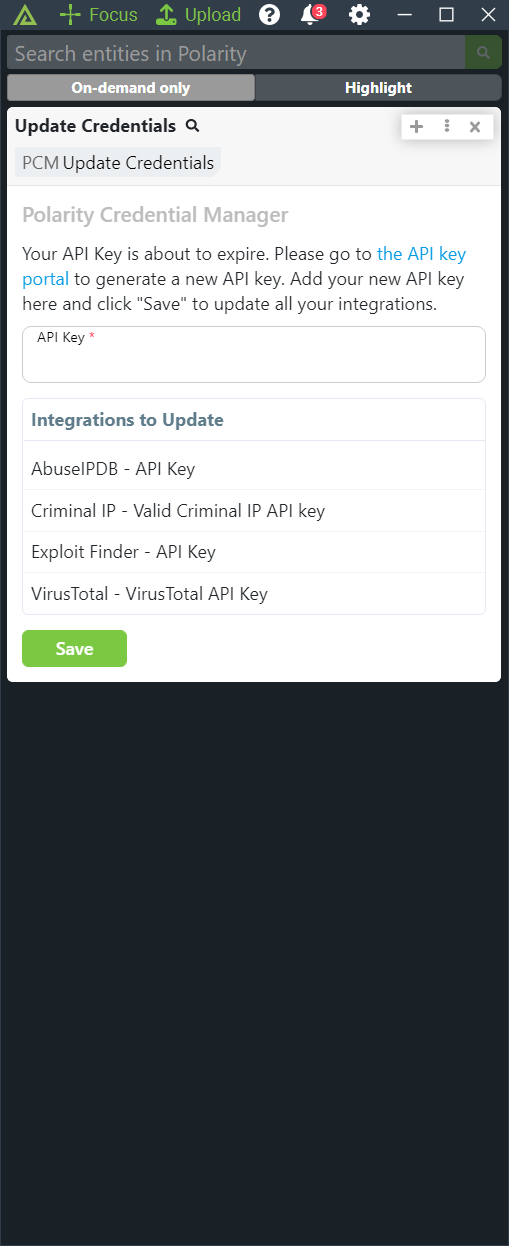 Focus Upload 3
Search entities in Polarity
On-demand only Highlight
Update Credentials
PCM Update Credentials
Polarity Credential Manager
Your API Key is about to expire. Please go to the API key
portal to generate a new API key. Add your new API key
here and click "Save" to update all your integrations.
API Key *
Integrations to Update
AbuseIPDB - API Key
Criminal IP - Valid Criminal IP API key
Exploit Finder - API Key
VirusTotal - VirusTotal API Key
Save